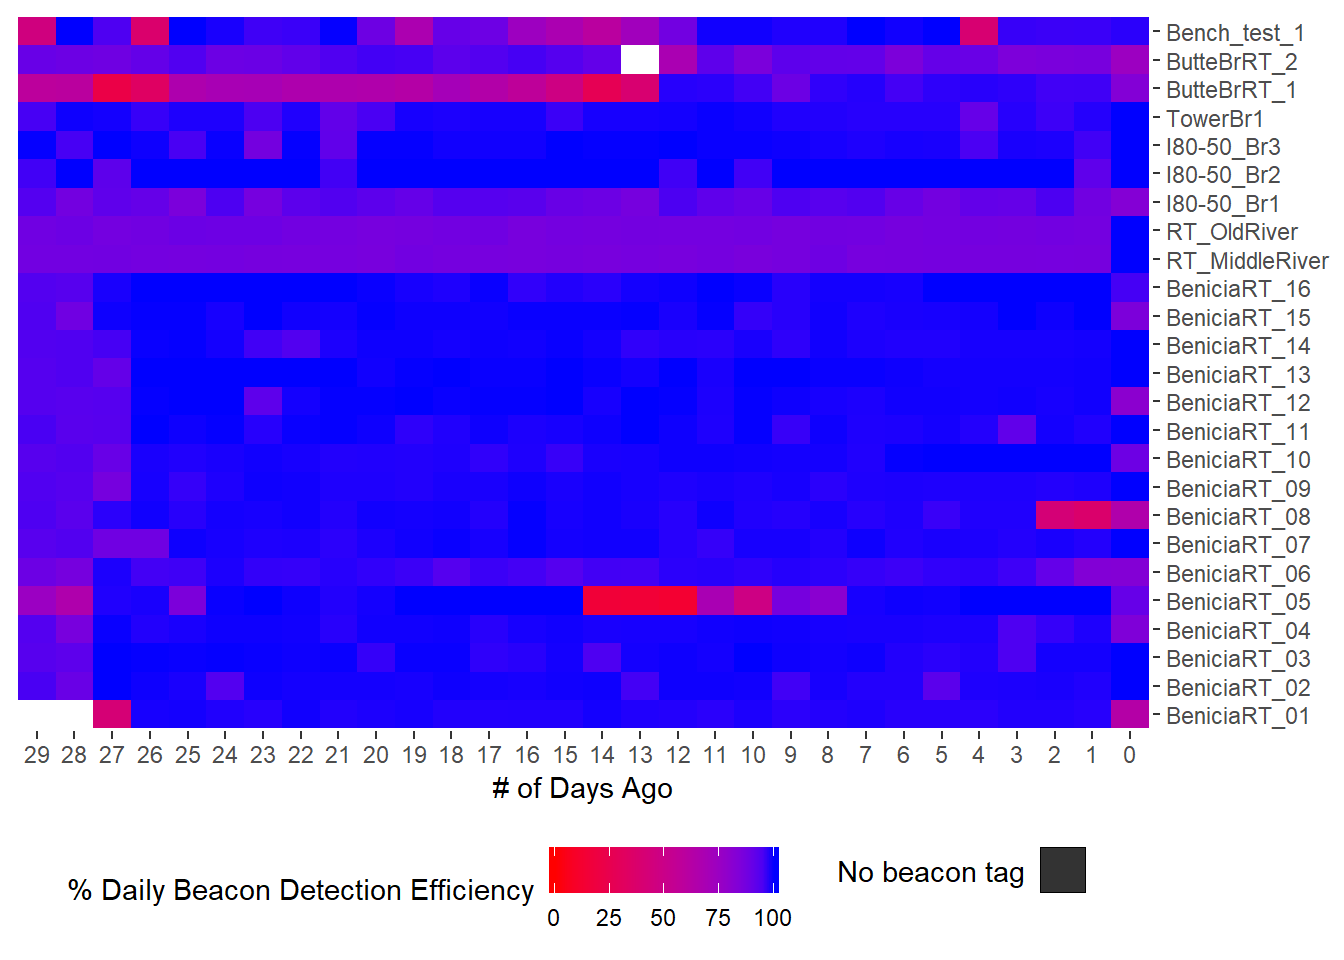 Bench_test_1
ButteBrRT_2
ButteBrRT_1
TowerBr1
I80-50_Br3
I80-50_Br2
I80-50_Br1
RT_OldRiver
RT_MiddleRiver
BeniciaRT_16
BeniciaRT_15
BeniciaRT_14
BeniciaRT_13
BeniciaRT_12
BeniciaRT_11
BeniciaRT_10
BeniciaRT_09
BeniciaRT_08
BeniciaRT_07
BeniciaRT_06
BeniciaRT_05
BeniciaRT_04
BeniciaRT_03
BeniciaRT_02
BeniciaRT_01
29 28 27 26 25 24 23 22 21 20 19 18 17 16 15 14 13 12 11 10 9 8 7 6 5 4 3 2 1 0
# of Days Ago
% Daily Beacon Detection Efficiency
0 25 50 75 100
No beacon tag